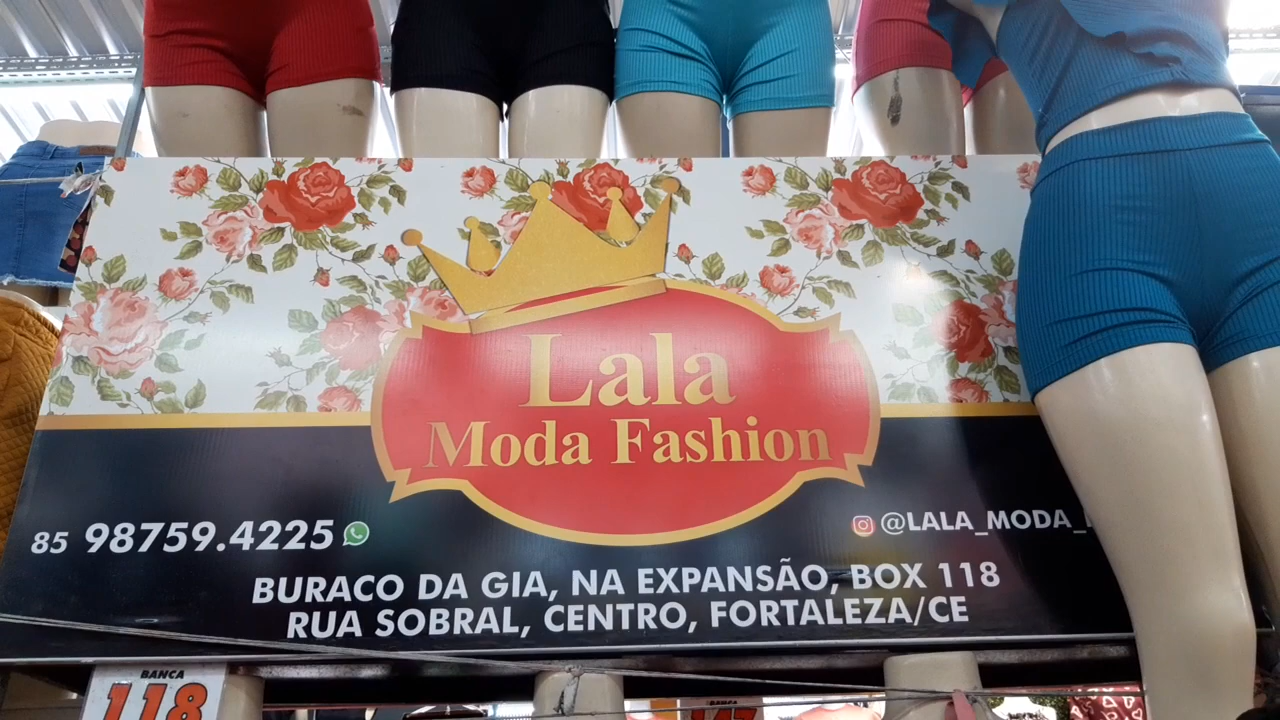 Lala
Moda Fashion
85 98759.4225
@LALA_MODA_
BURACO DA GIA, NA EXPANSÃO, BOX 118
RUA SOBRAL, CENTRO, FORTALEZA/CE
BANCA
118